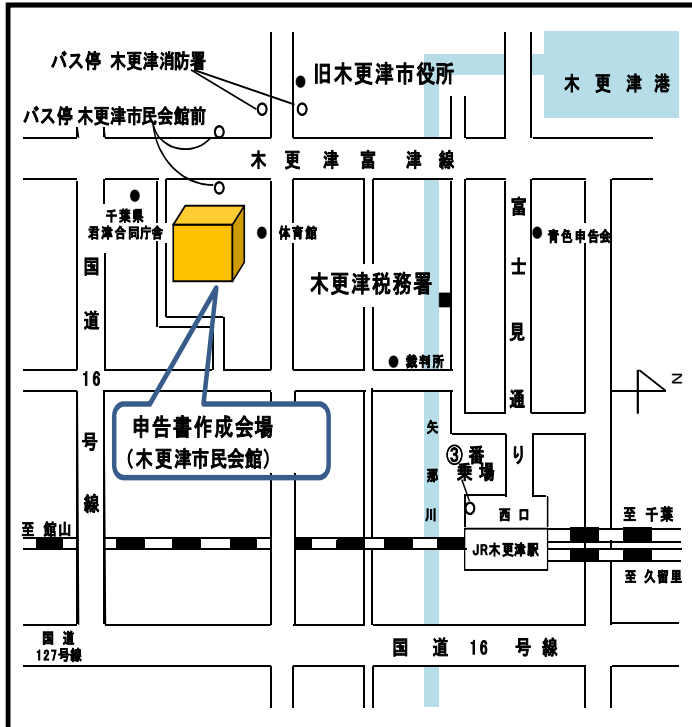 バス停 木更津消防署
旧木更津市役所
木更津港
バス停 木更津市民会館前
木更津富津線
千葉県
君津合同庁舎
体育館
富士見通り
青色申告会
国道16号線
木更津税務署
N
裁判所
申告書作成会場
(木更津市民会館)
矢那川
③番
乗場
西口
至 館山
至 千葉
JR木更津駅
至 久留里
国道
127号線
国道16号線